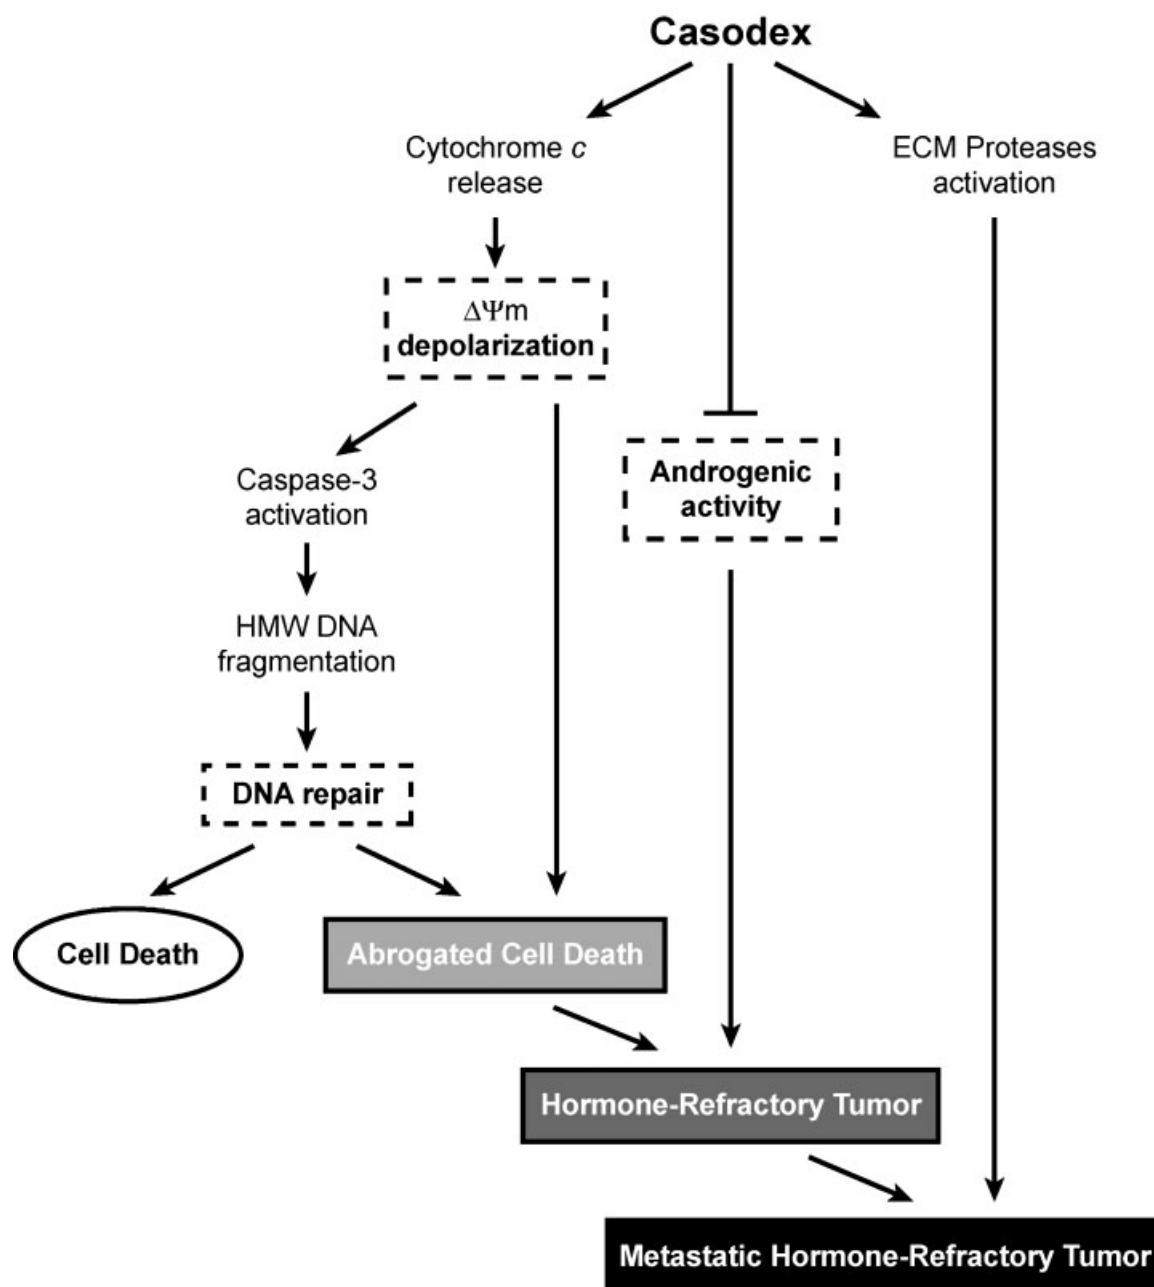 Casodex
Cytochrome c
release
ECM Proteases
activation
ΔΨm
depolarization
Androgenic
activity
Caspase-3
activation
HMW DNA
fragmentation
DNA repair
Cell Death
Abrogated Cell Death
Hormone-Refractory Tumor
Metastatic Hormone-Refractory Tumor